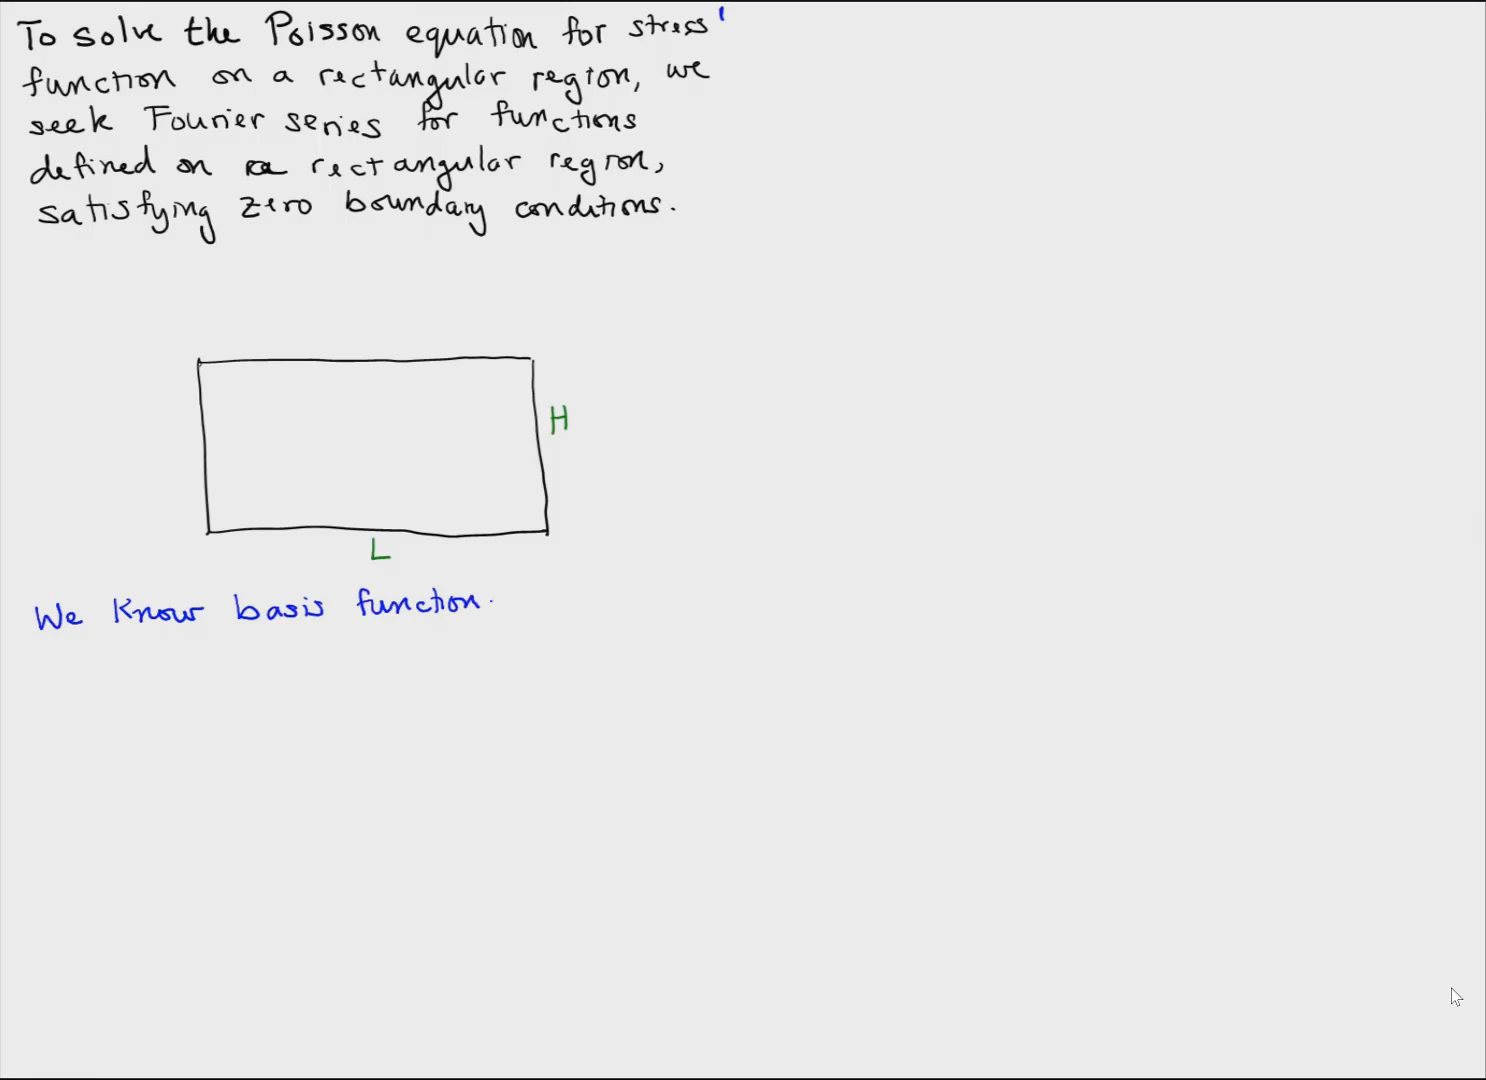 To solve the Poisson equation for stress
function on a rectangular region, we
seek Fourier series for functions
defined on a rectangular region,
satisfying zero boundary conditions.
H
L
We know basis function.